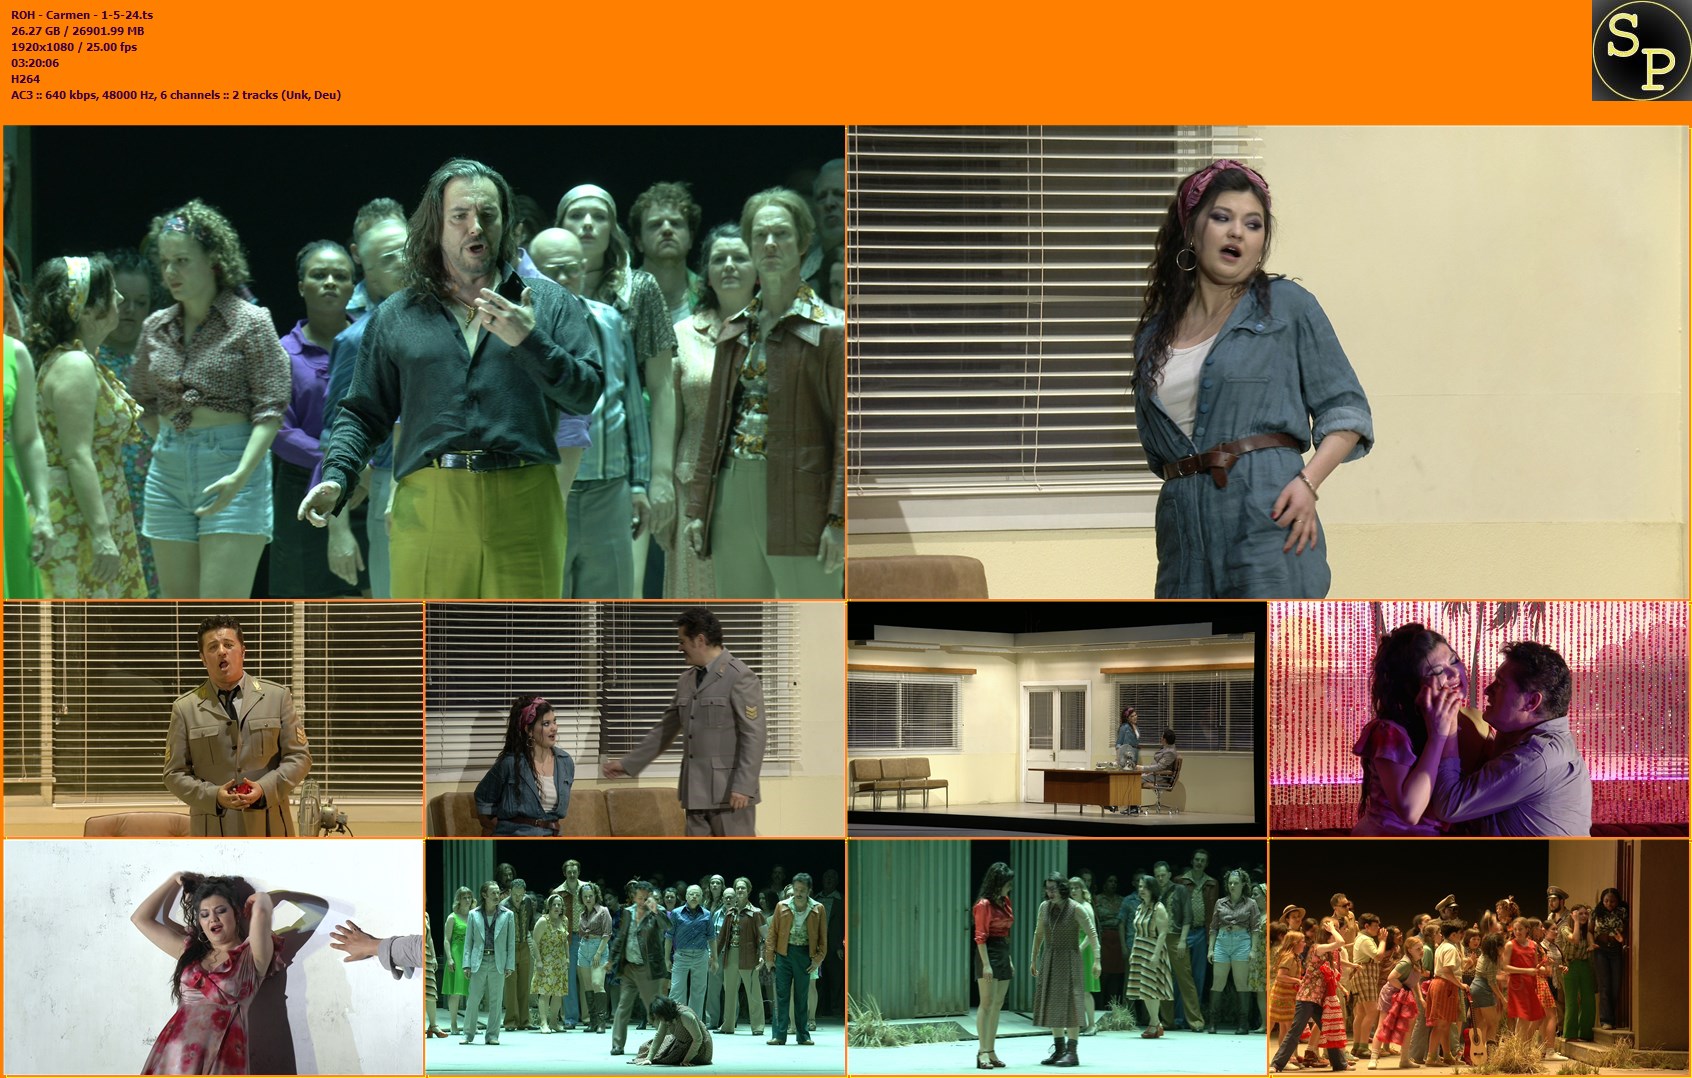 ROH - Carmen - 1-5-24.ts
26.27 GB / 26901.99 MB
1920x1080 / 25.00 fps
03:20:06
H264
AC3 :: 640 kbps, 48000 Hz, 6 channels :: 2 tracks (Unk, Deu)
SP